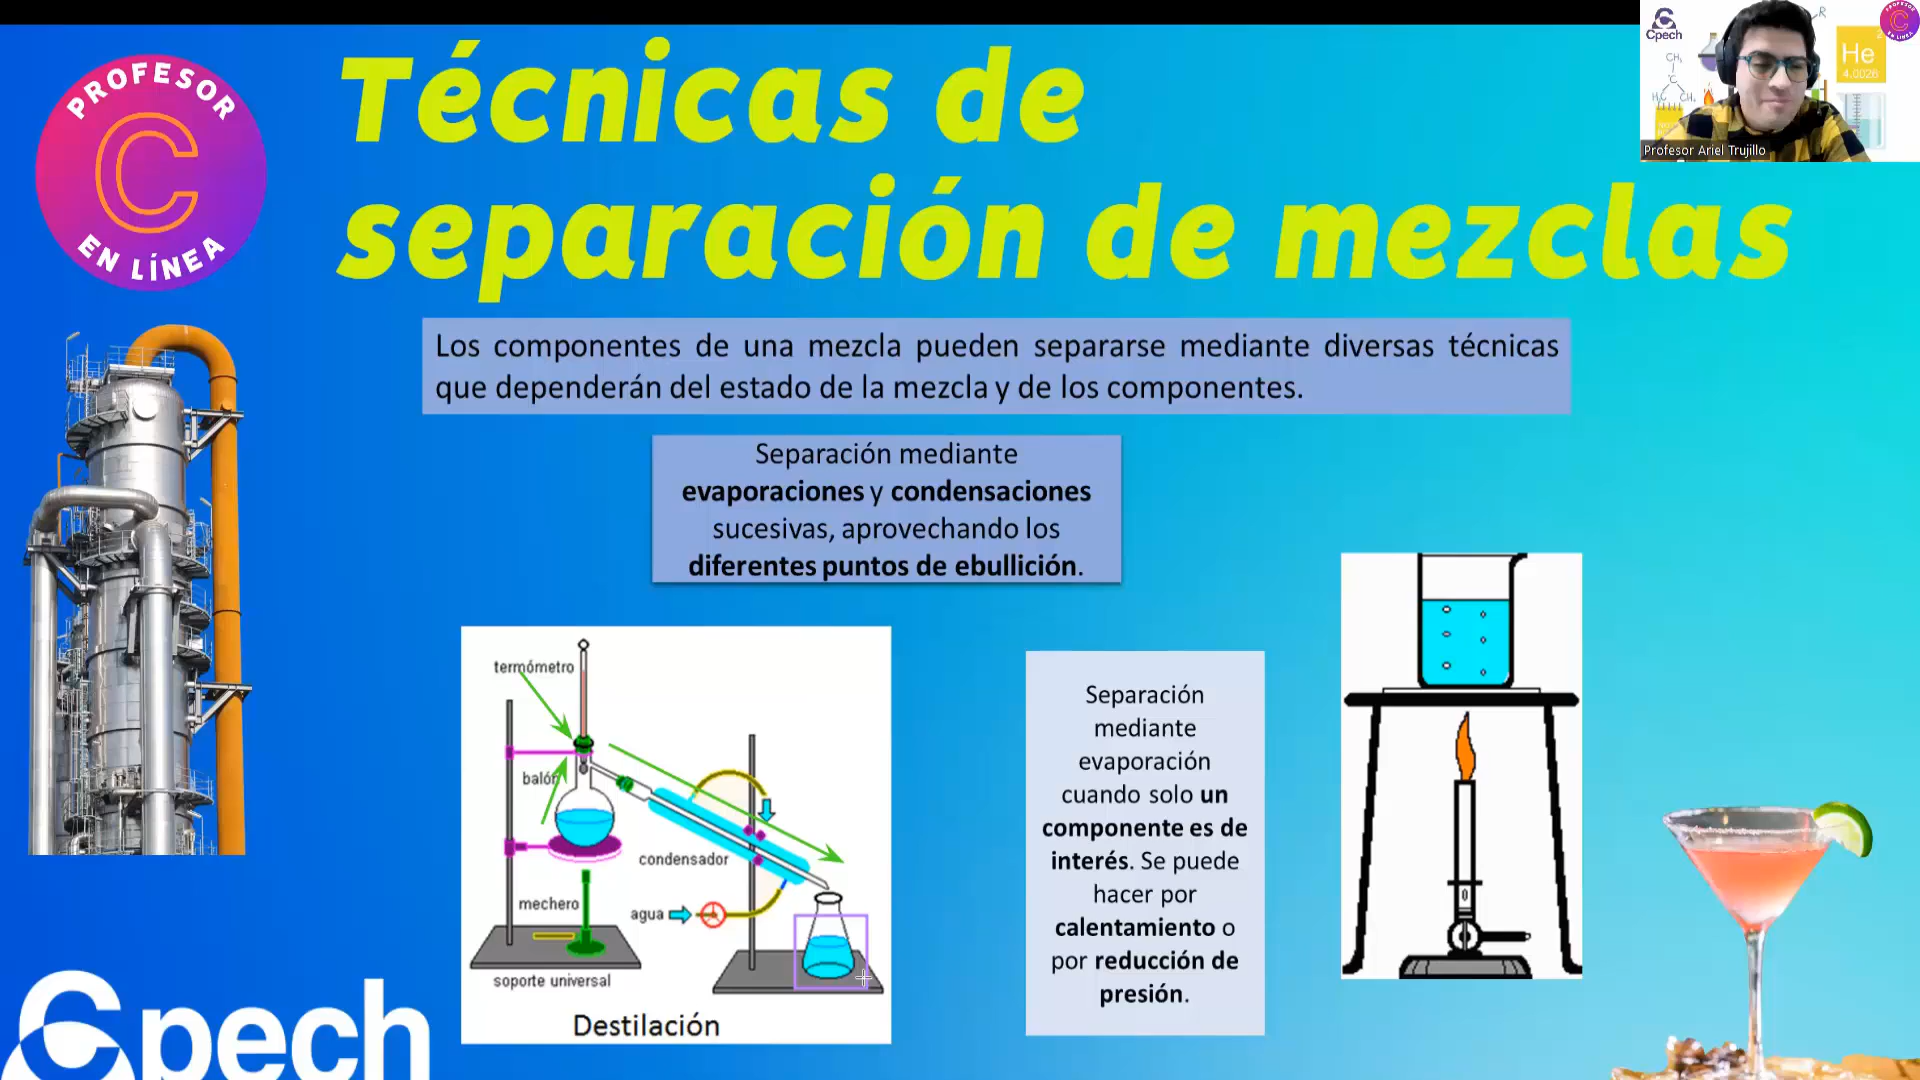 PROFESOR
C
EN LÍNEA
Técnicas de
separación de mezclas
Cpech
He
4.0026
Profesor Ariel Trujillo
Los componentes de una mezcla pueden separarse mediante diversas técnicas
que dependerán del estado de la mezcla y de los componentes.
Separación mediante
evaporaciones y condensaciones
sucesivas, aprovechando los
diferentes puntos de ebullición.
termómetro
balón
condensador
mechero
agua
soporte universal
Destilación
Separación
mediante
evaporación
cuando solo un
componente es de
interés. Se puede
hacer por
calentamiento o
por reducción de
presión.
Cpech